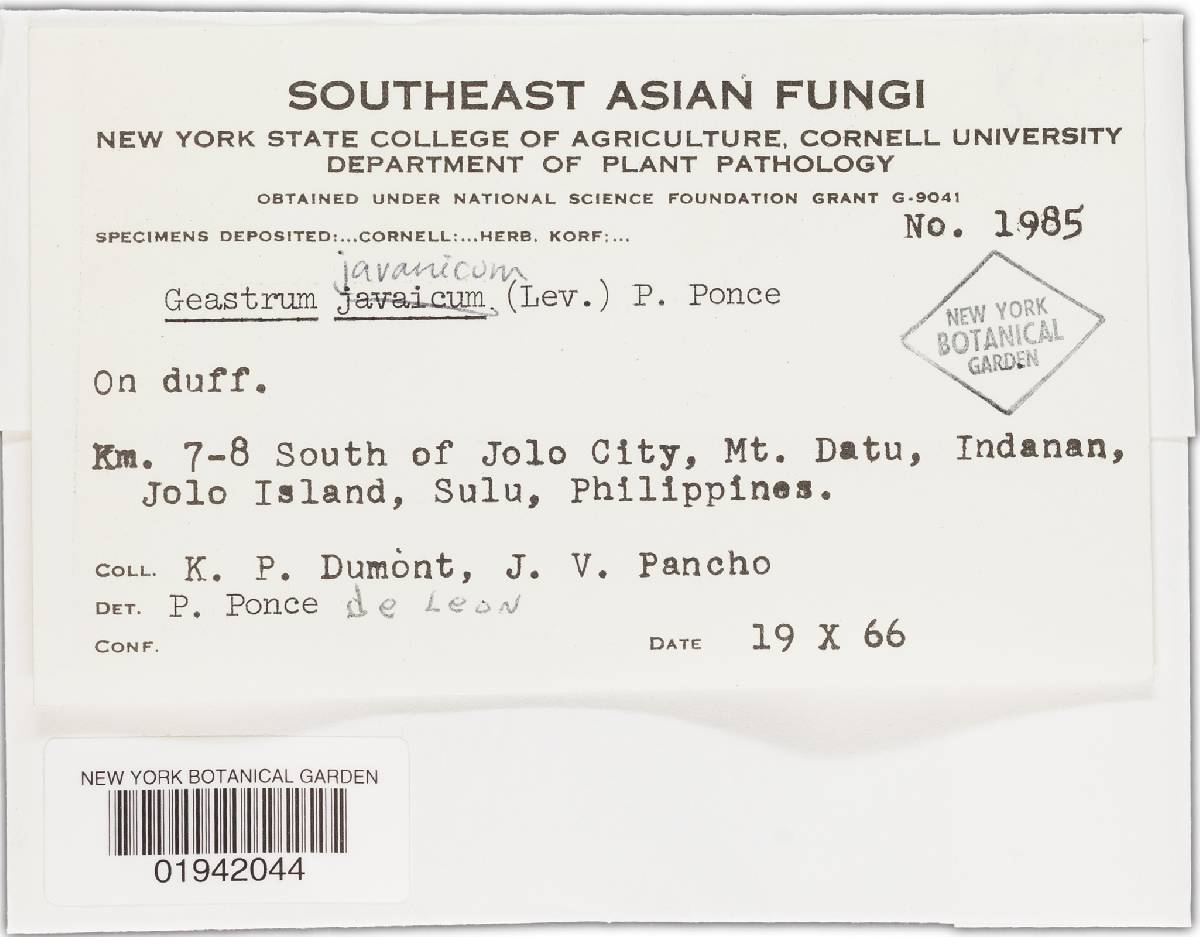 SOUTHEAST ASIAN FUNGI
NEW YORK STATE COLLEGE OF AGRICULTURE, CORNELL UNIVERSITY
DEPARTMENT OF PLANT PATHOLOGY
OBTAINED UNDER NATIONAL SCIENCE FOUNDATION GRANT G-9041
No. 1985
SPECIMENS DEPOSITED:...CORNELL:...HERB. KORF:...
javanicum
Geastrum javaicum (Lev.) P. Ponce
NEW YORK
BOTANICAL
GARDEN
On duff.
Km. 7-8 South of Jolo City, Mt. Datu, Indanan,
Jolo Island, Sulu, Philippines.
COLL. K. P. Dumont, J. V. Pancho
DET. P. Ponce de Leon
CONF.
DATE 19 X 66
NEW YORK BOTANICAL GARDEN
01942044